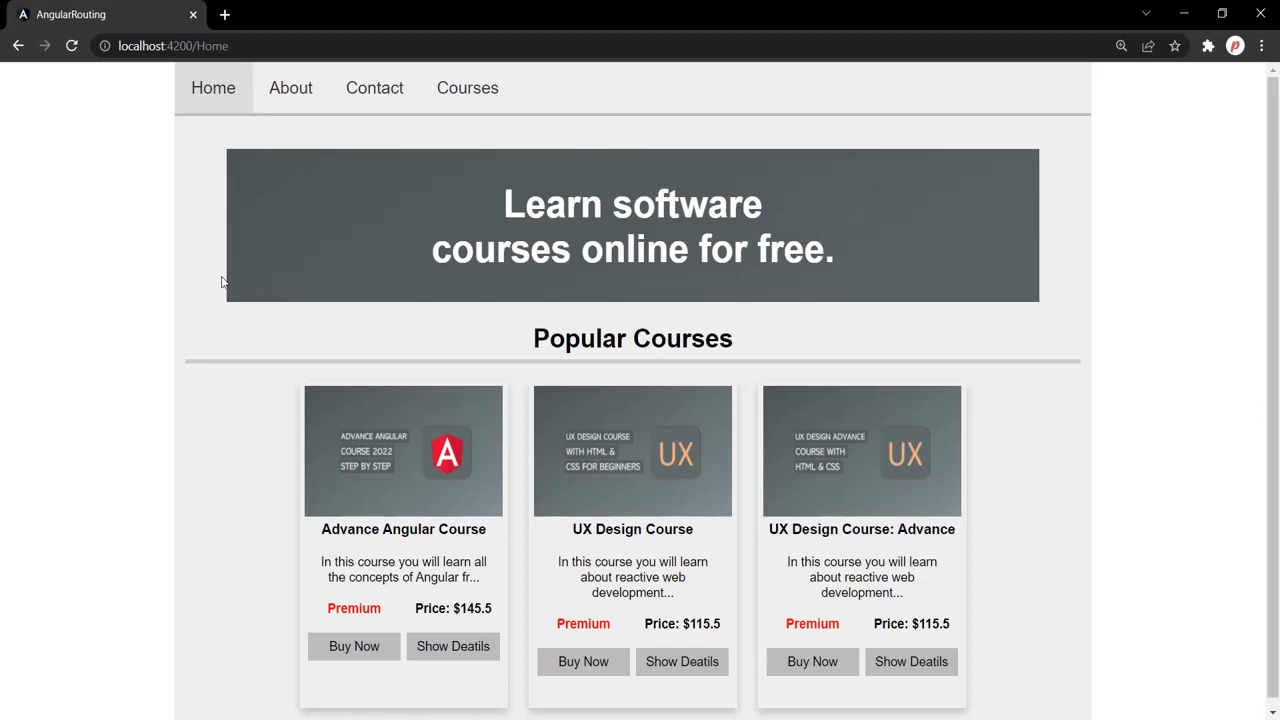 AngularRouting
localhost:4200/Home
Home About Contact Courses
Learn software
courses online for free.
Popular Courses
ADVANCE ANGULAR
COURSE 2022
STEP BY STEP
A
Advance Angular Course
In this course you will learn all
the concepts of Angular fr...
Premium Price: $145.5
Buy Now Show Deatils
UX DESIGN COURSE
WITH HTML &
CSS FOR BEGINNERS
UX
UX Design Course
In this course you will learn
about reactive web
development...
Premium Price: $115.5
Buy Now Show Deatils
UX DESIGN ADVANCE
COURSE WITH
HTML & CSS
UX
UX Design Course: Advance
In this course you will learn
about reactive web
development...
Premium Price: $115.5
Buy Now Show Deatils